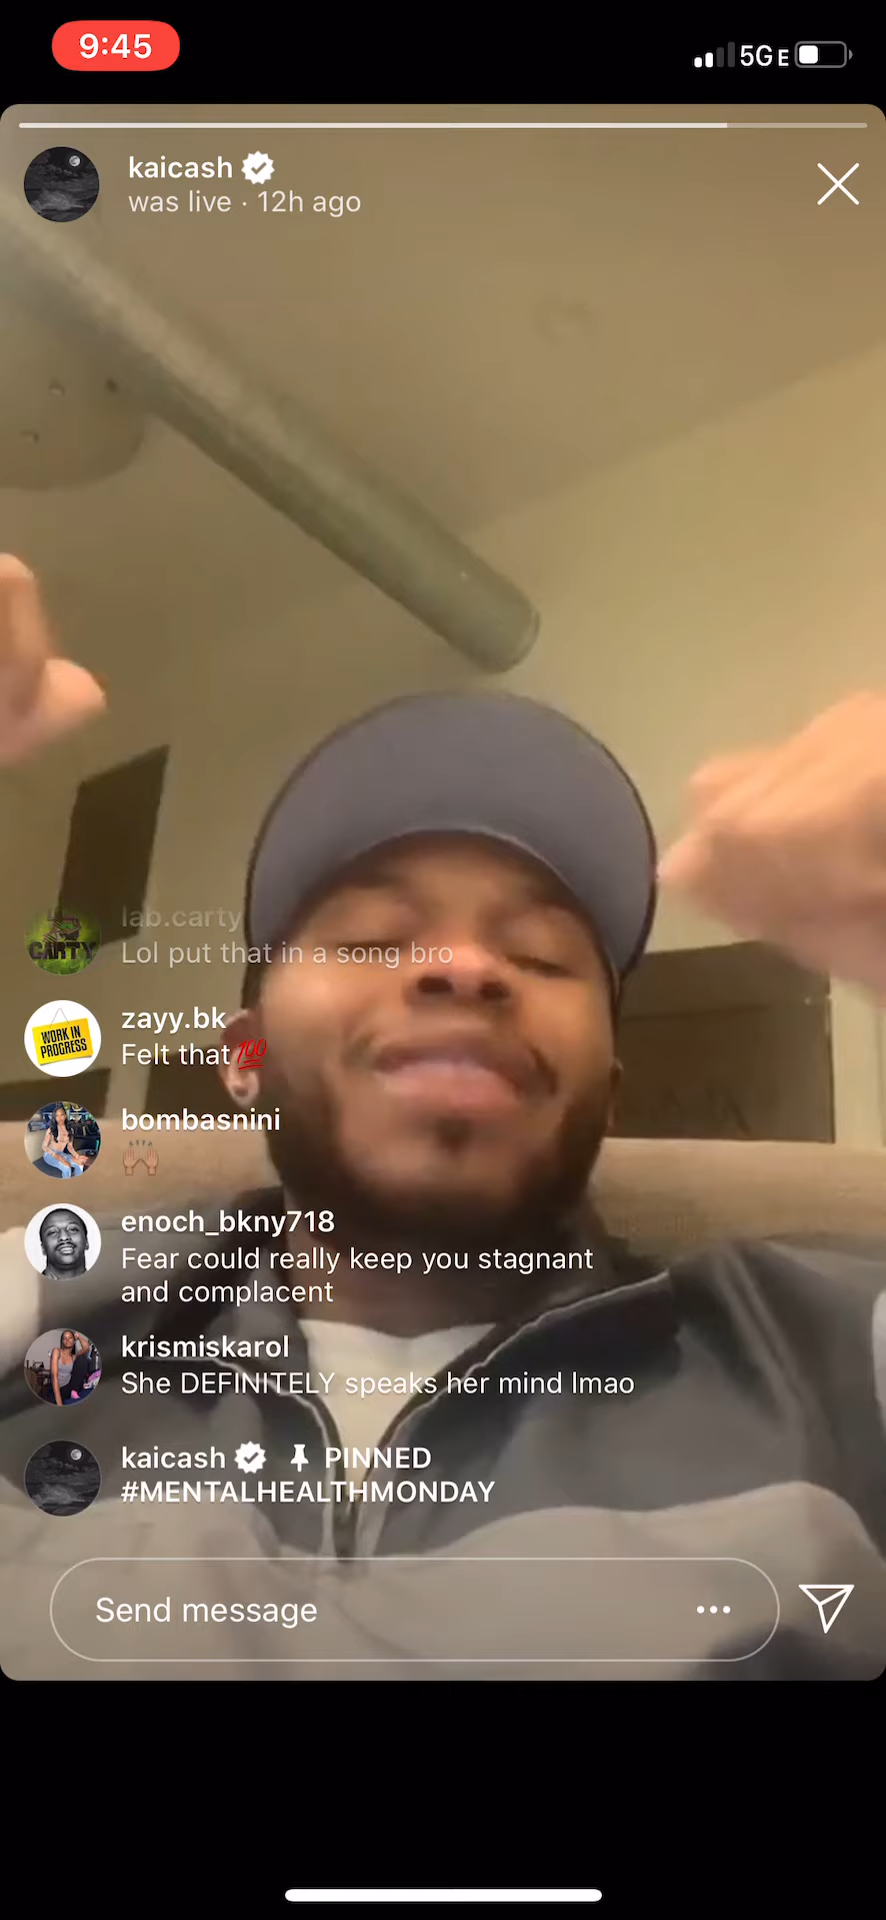 9:45
5GE
kaicash
was live · 12h ago
lab.carty
CARTY
Lol put that in a song bro
zayy.bk
WORK IN
PROGRESS
Felt that 💯
bombasnini
🙌🏽
enoch_bkny718
Fear could really keep you stagnant
and complacent
krismiskarol
She DEFINITELY speaks her mind lmao
kaicash PINNED
#MENTALHEALTHMONDAY
Send message